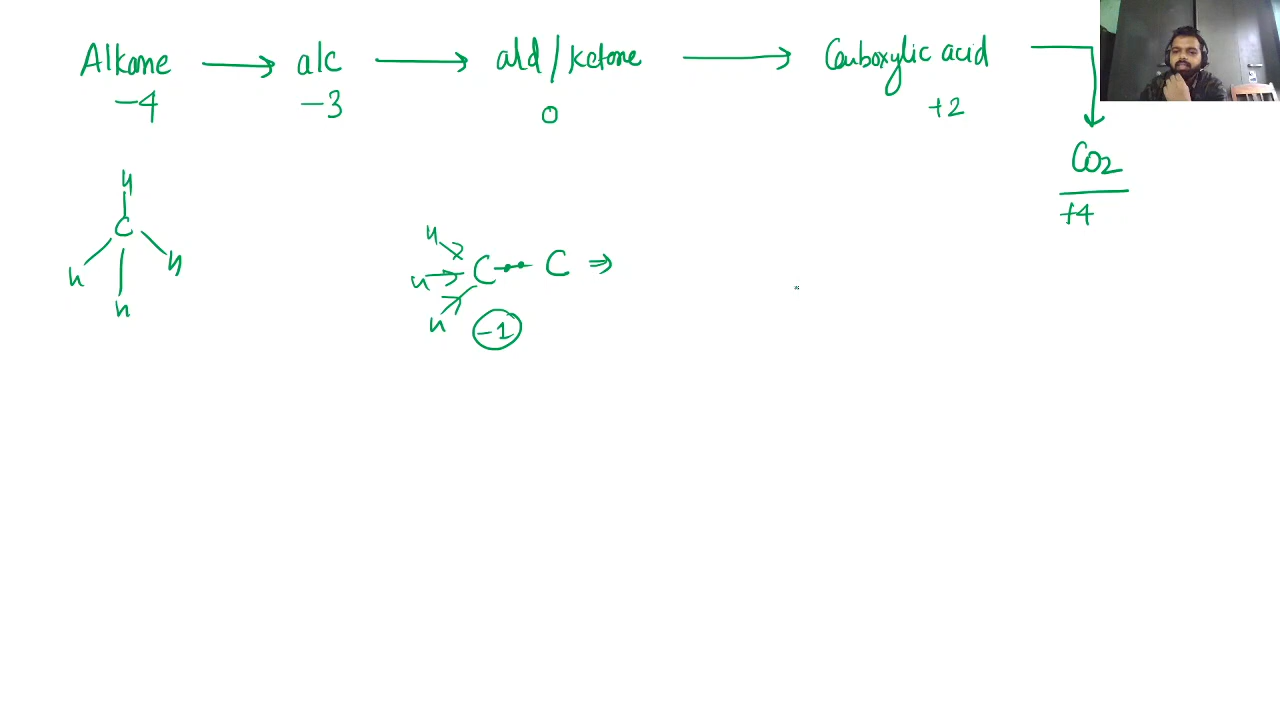 Alkane → alc → ald/ketone → Carboxylic acid
-4 -3 0 +2
CO2
+4
H
C
H H
H
H
H C C ⇒
H
-1